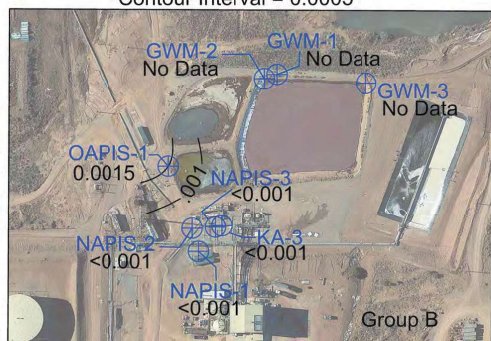 Contour Interval = 0.0005
GWM-2
No Data
GWM-1
No Data
GWM-3
No Data
OAPIS-1
0.0015
.001
NAPIS-3
<0.001
NAPIS-2
<0.001
KA-3
<0.001
NAPIS-1
<0.001
Group B